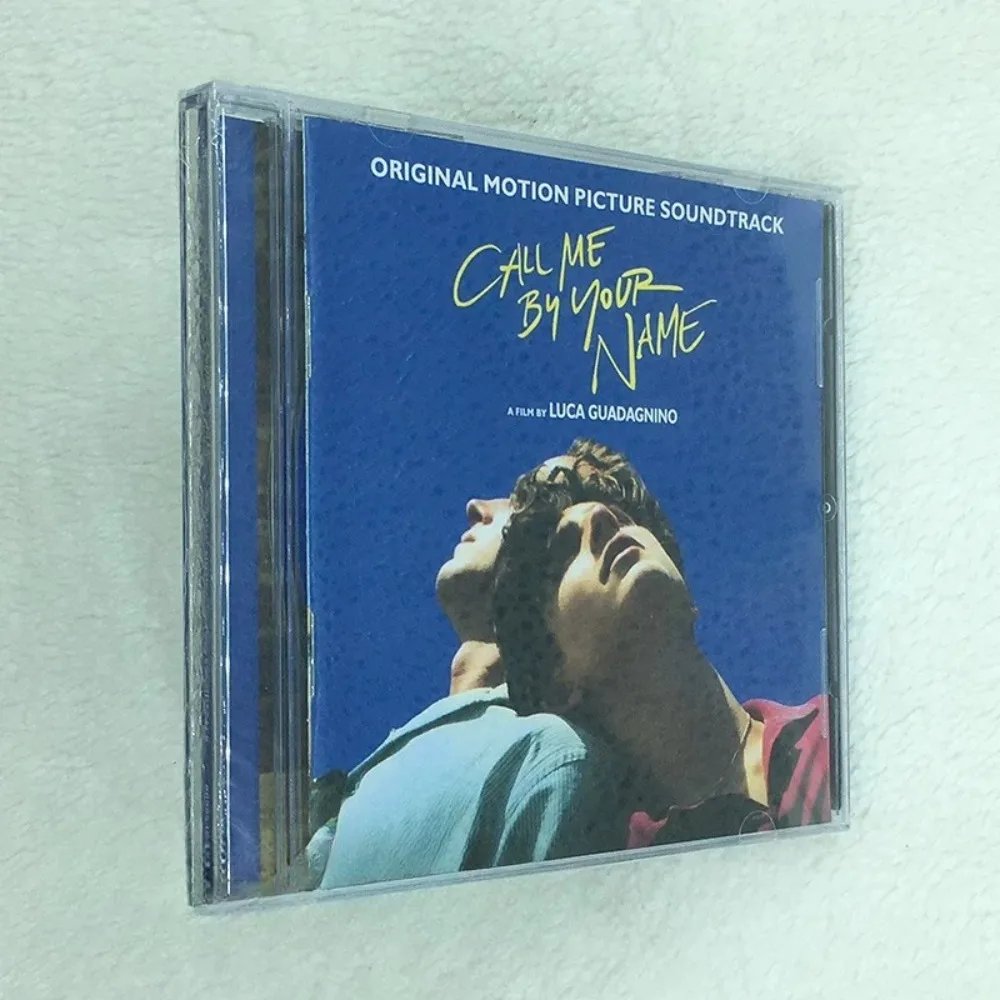 ORIGINAL MOTION PICTURE SOUNDTRACK
CALL ME
BY YOUR
NAME
A FILM BY LUCA GUADAGNINO